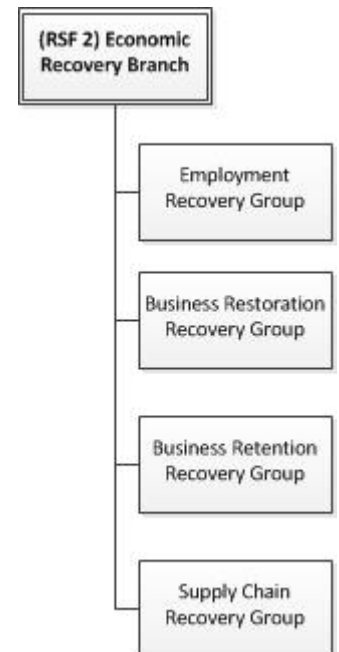 (RSF 2) Economic
Recovery Branch
Employment
Recovery Group
Business Restoration
Recovery Group
Business Retention
Recovery Group
Supply Chain
Recovery Group